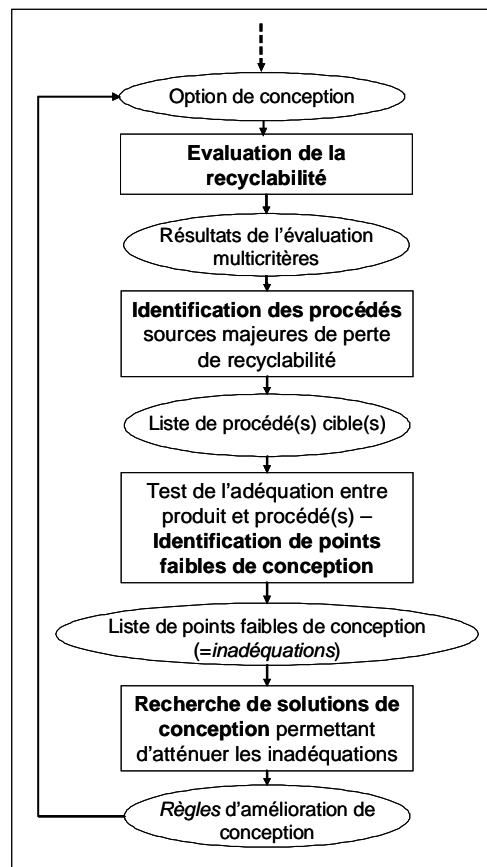 Option de conception
Evaluation de la
recyclabilité
Résultats de l'évaluation
multicritères
Identification des procédés
sources majeures de perte
de recyclabilité
Liste de procédé(s) cible(s)
Test de l'adéquation entre
produit et procédé(s) –
Identification de points
faibles de conception
Liste de points faibles de conception
(=inadéquations)
Recherche de solutions de
conception permettant
d'atténuer les inadéquations
Règles d'amélioration de
conception